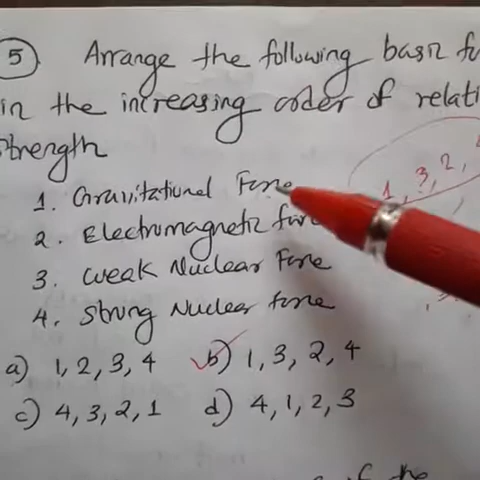 5 Arrange the following basic
in the increasing order of
strength
1. Gravitational Force
2. Electromagnetic force
3. Weak Nuclear Force
4. Strong Nuclear force
a) 1, 2, 3, 4 b) 1, 3, 2, 4
c) 4, 3, 2, 1 d) 4, 1, 2, 3
1, 3, 2,